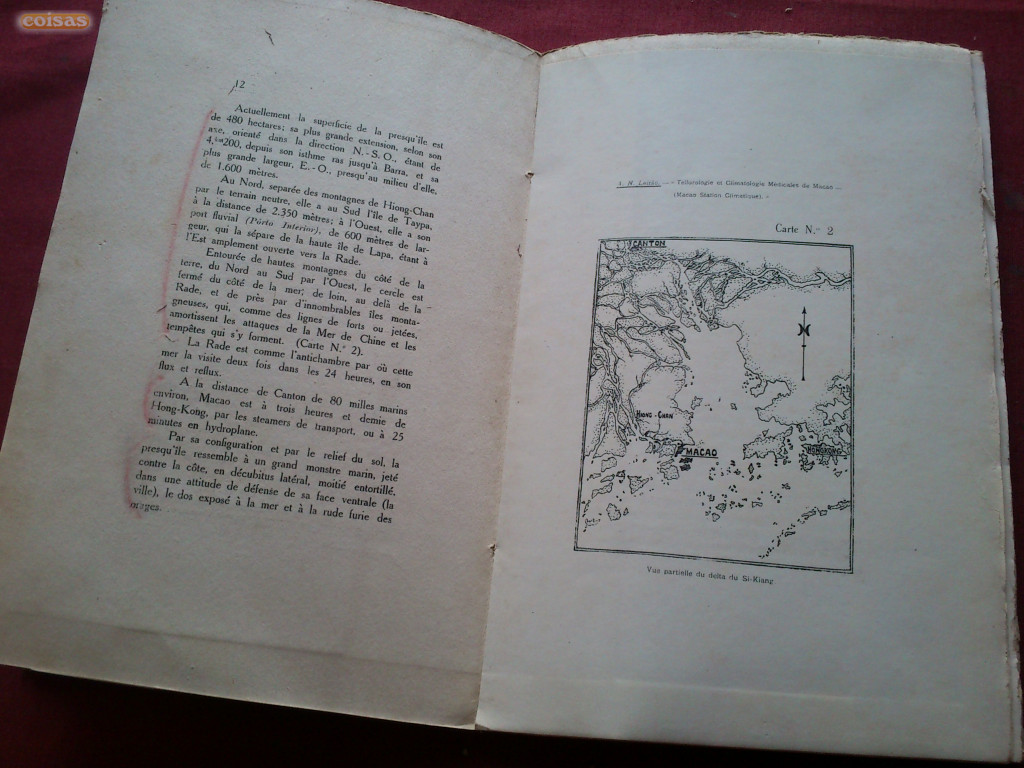 coisas
12
Actuellement la superficie de la presqu'île est
de 480 hectares; sa plus grande extension, selon son
axe, orienté dans la direction N.-S.O., étant de
4,km200, depuis son isthme ras jusqu'à Barra, et sa
plus grande largeur, E.-O., presqu'au milieu d'elle,
de 1.600 mètres.
Au Nord, separée des montagnes de Hiong-Chan
par le terrain neutre, elle a au Sud l'île de Taypa,
à la distance de 2.350 mètres; à l'Ouest, elle a son
port fluvial (Porto Interior), de 600 mètres de lar-
geur, qui la sépare de la haute île de Lapa, étant à
l'Est amplement ouverte vers la Rade.
Entourée de hautes montagnes du côté de la
terre, du Nord au Sud par l'Ouest, le cercle est
fermé du côté de la mer; de loin, au delà de la
Rade, et de près par d'innombrables îles monta-
gneuses, qui, comme des lignes de forts ou jetées,
amortissent les attaques de la Mer de Chine et les
tempêtes qui s'y forment. (Carte N.º 2).
La Rade est comme l'antichambre par où cette
mer la visite deux fois dans les 24 heures, en son
flux et reflux.
A la distance de Canton de 80 milles marins
environ, Macao est à trois heures et demie de
Hong-Kong, par les steamers de transport, ou à 25
minutes en hydroplane.
Par sa configuration et par le relief du sol, la
presqu'île ressemble à un grand monstre marin, jeté
contre la côte, en décubitus latéral, moitié entortillé,
dans une attitude de défense de sa face ventrale (la
ville), le dos exposé à la mer et à la rude furie des
orages.
A. M. — « Tellurologie et Climatologie Médicales de Macao —
(Macao Station Climatique). »
Carte N.º 2
CANTON
N
HIONG-CHAN
MACAO
HONGKONG
Vue partielle du delta du Si-Kiang